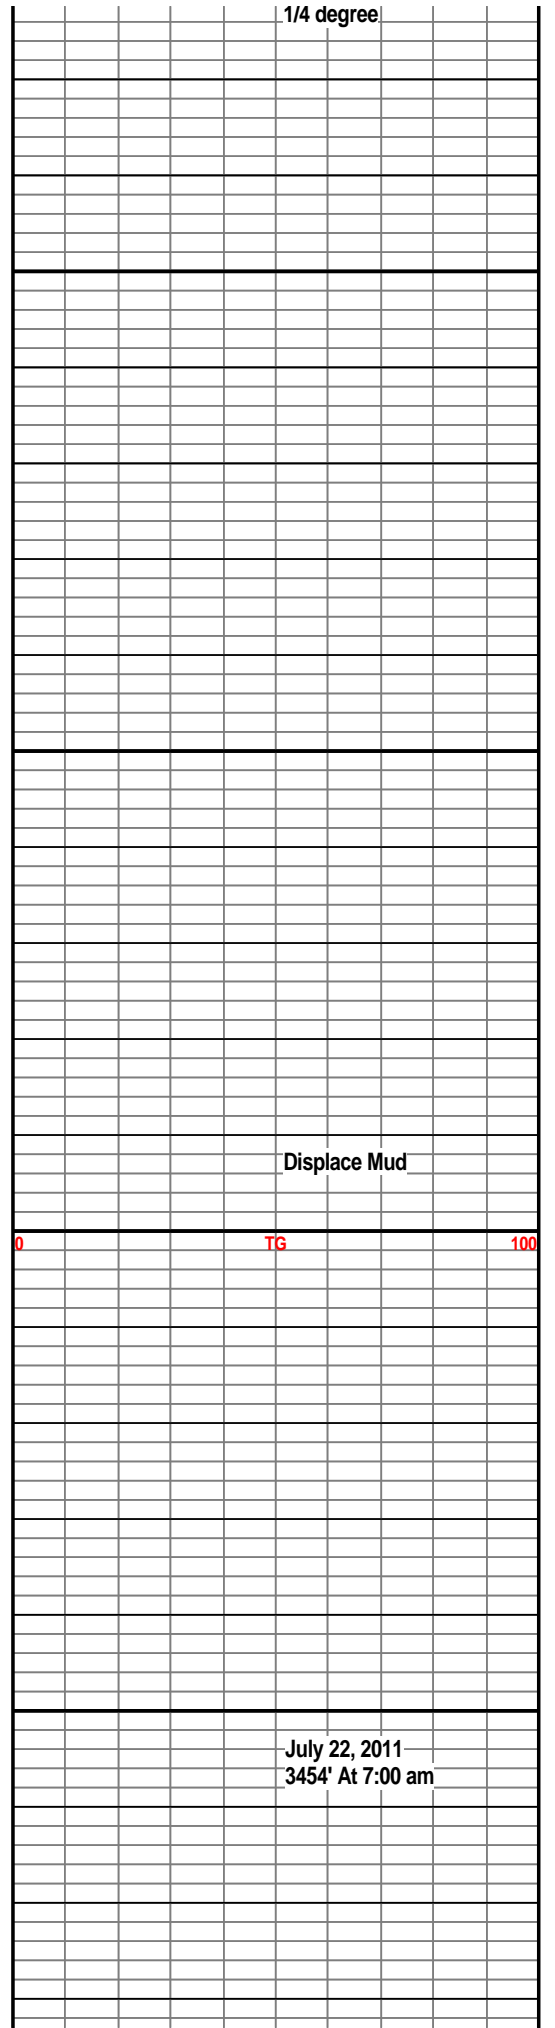 1/4 degree
Displace Mud
0 TG 100
July 22, 2011
3454' At 7:00 am